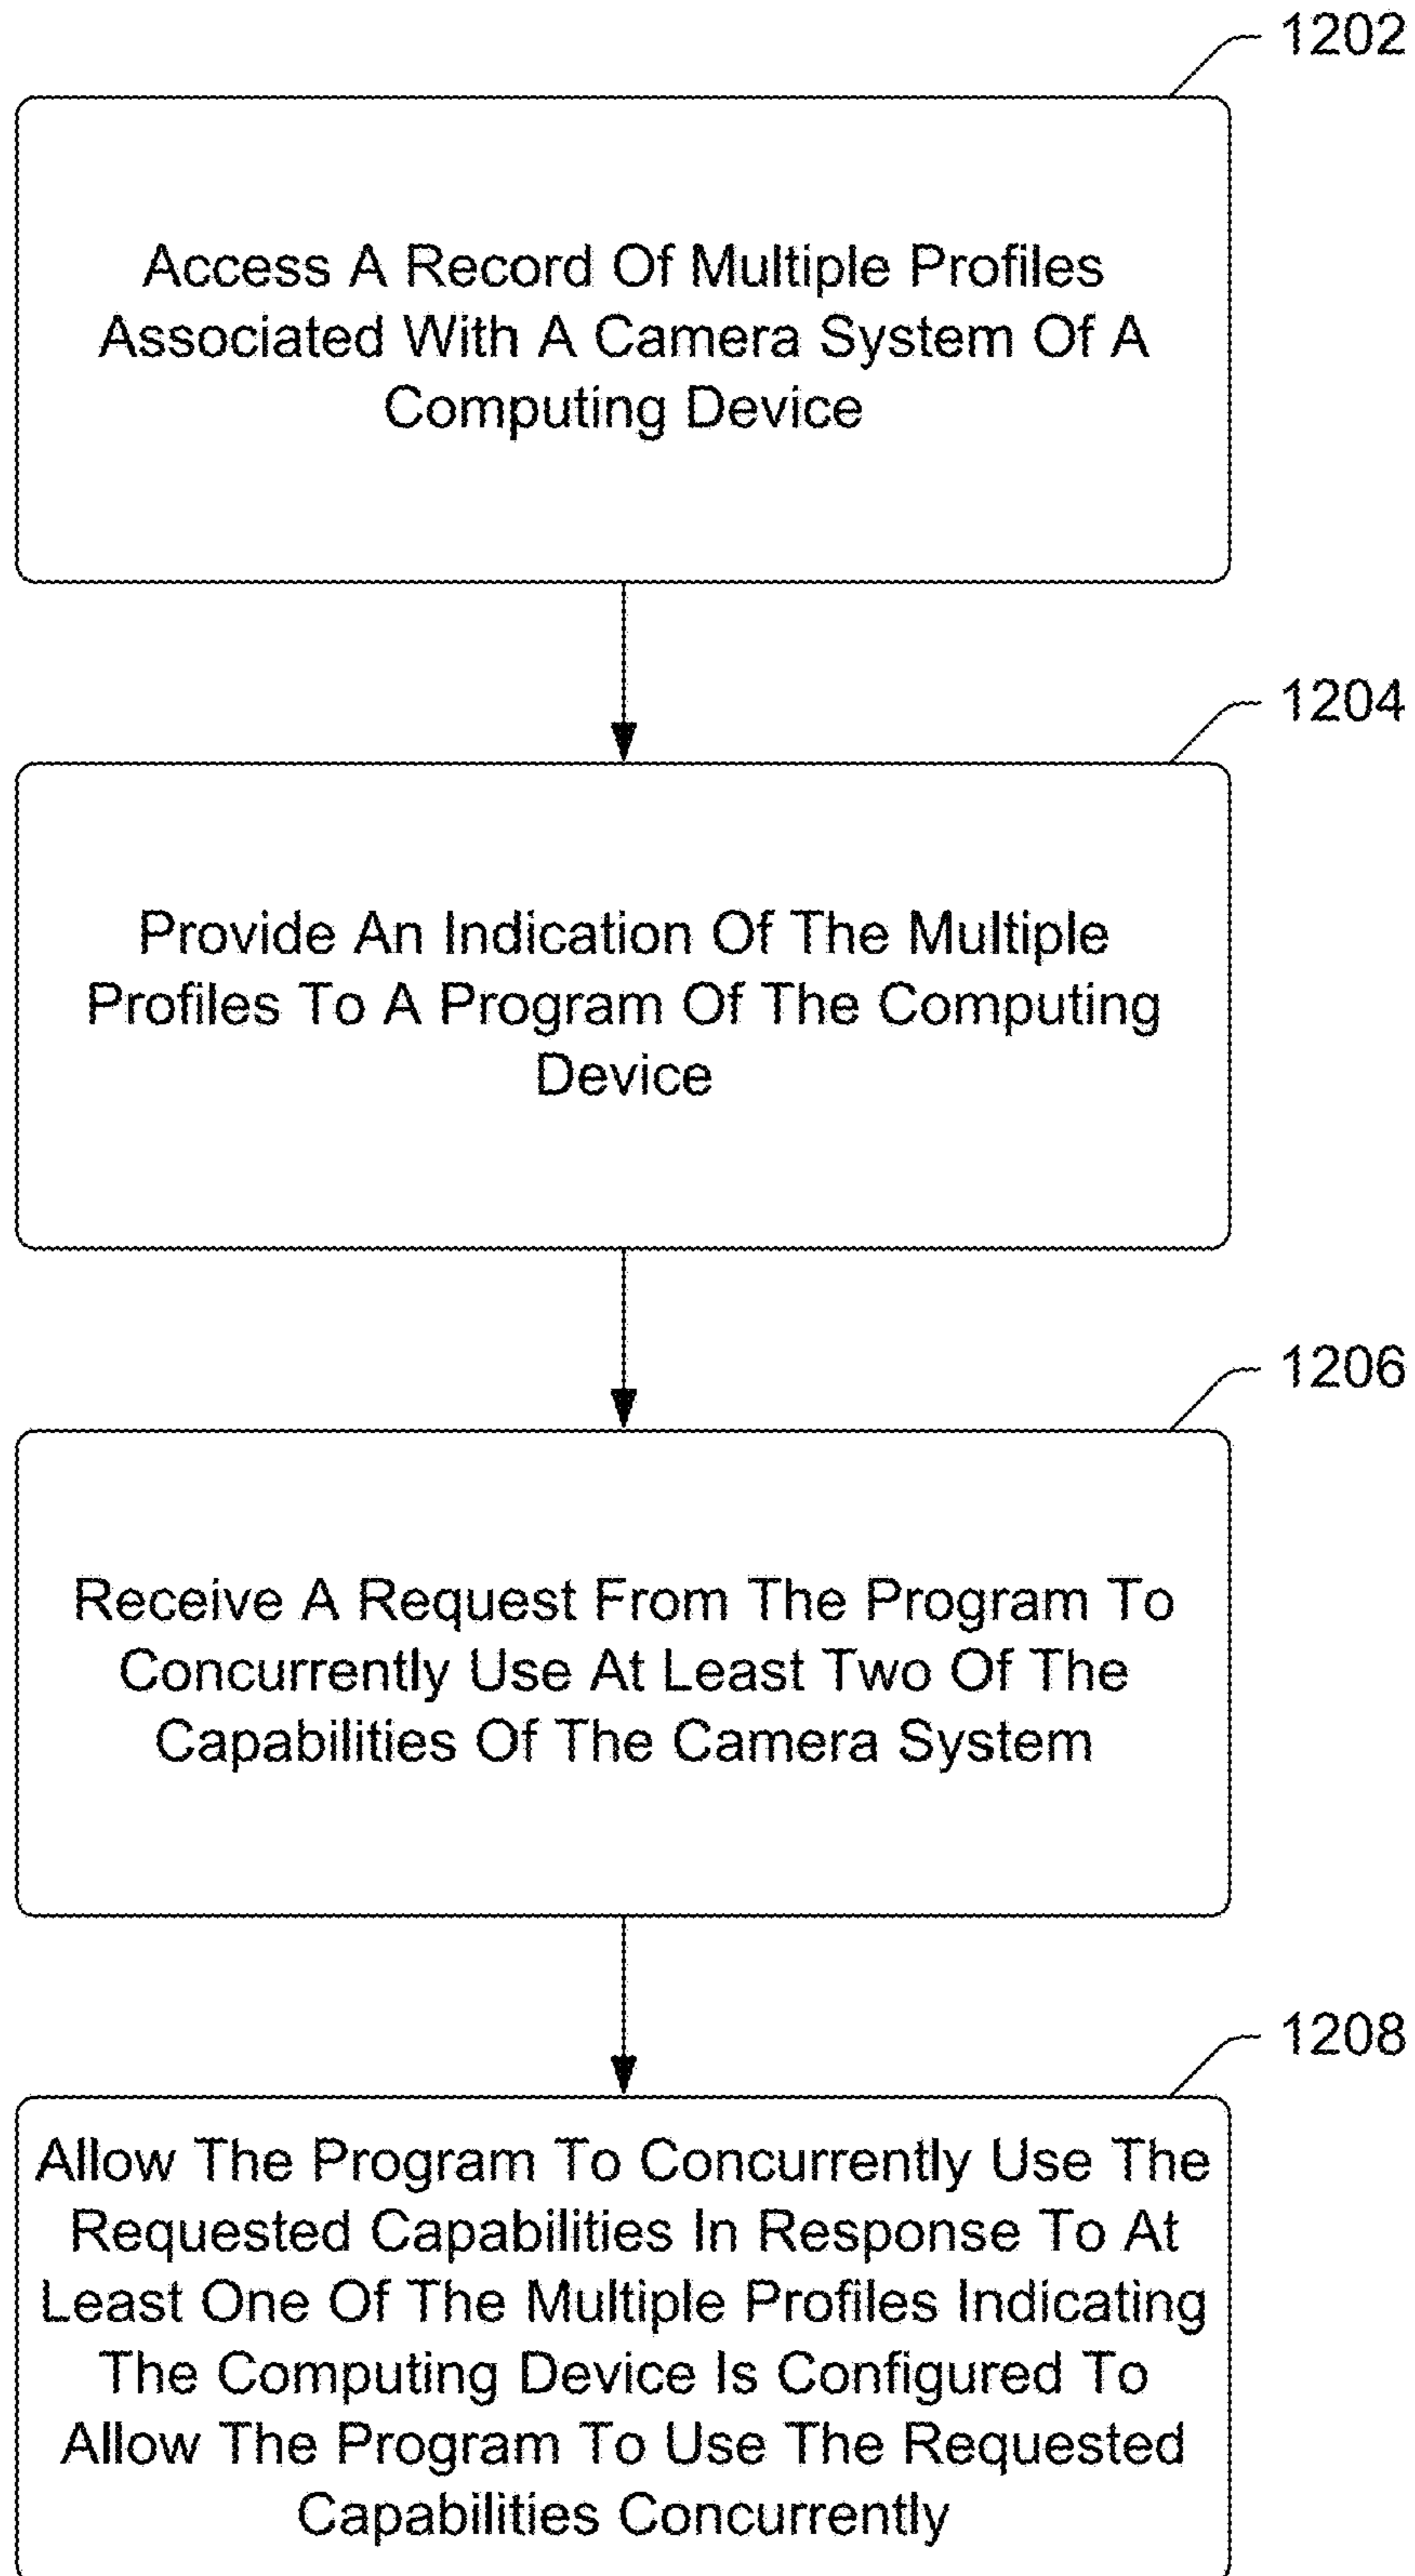 1202
Access A Record Of Multiple Profiles
Associated With A Camera System Of A
Computing Device
1204
Provide An Indication Of The Multiple
Profiles To A Program Of The Computing
Device
1206
Receive A Request From The Program To
Concurrently Use At Least Two Of The
Capabilities Of The Camera System
1208
Allow The Program To Concurrently Use The
Requested Capabilities In Response To At
Least One Of The Multiple Profiles Indicating
The Computing Device Is Configured To
Allow The Program To Use The Requested
Capabilities Concurrently